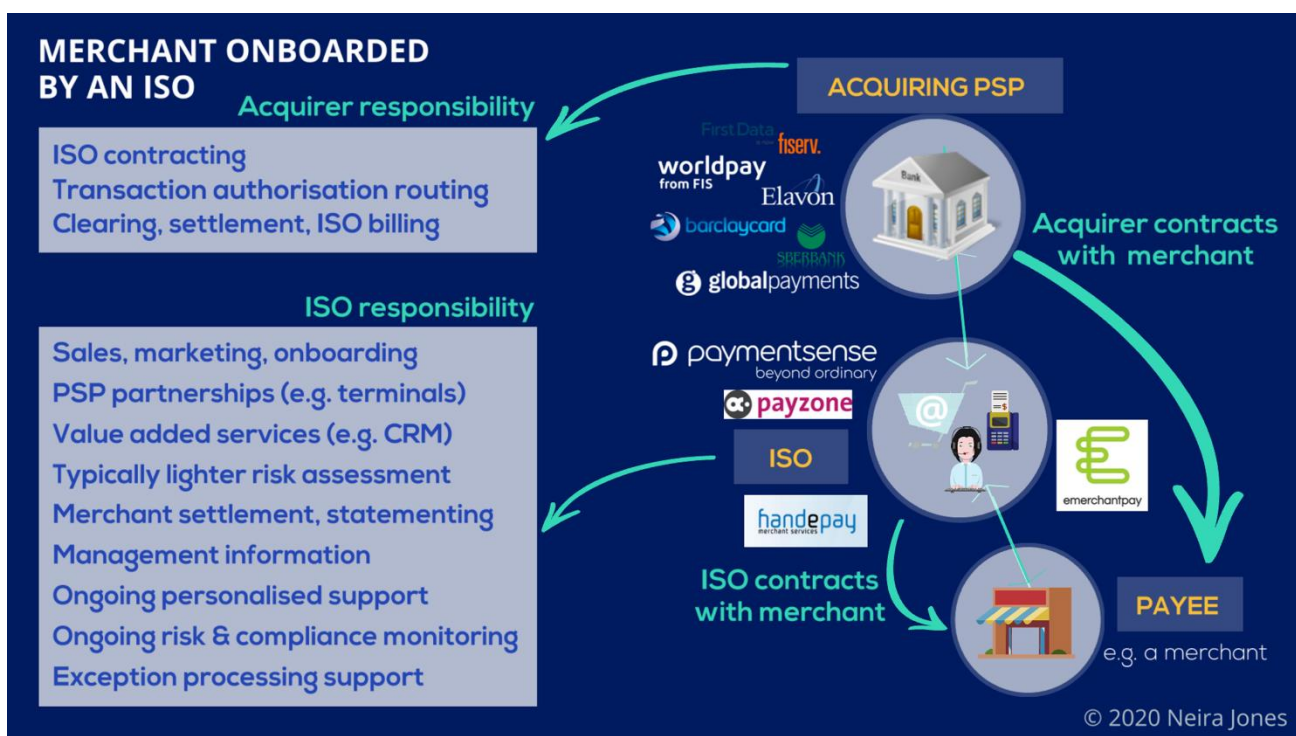 MERCHANT ONBOARDED
BY AN ISO
Acquirer responsibility
ISO contracting
Transaction authorisation routing
Clearing, settlement, ISO billing
ISO responsibility
Sales, marketing, onboarding
PSP partnerships (e.g. terminals)
Value added services (e.g. CRM)
Typically lighter risk assessment
Merchant settlement, statementing
Management information
Ongoing personalised support
Ongoing risk & compliance monitoring
Exception processing support
ACQUIRING PSP
First Data
fiserv.
worldpay
from FIS
Elavon
barclaycard
SBERBANK
globalpayments
Bank
Acquirer contracts
with merchant
paymentsense
beyond ordinary
payzone
ISO
@
emerchantpay
handepay
merchant services
ISO contracts
with merchant
PAYEE
e.g. a merchant
© 2020 Neira Jones